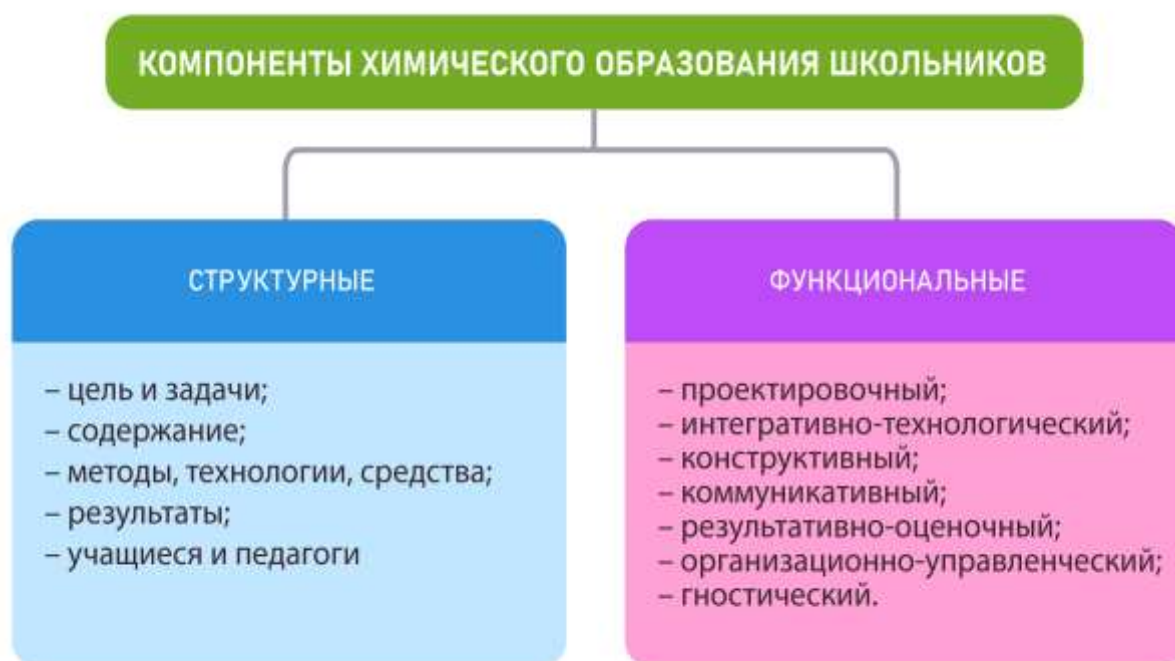 КОМПОНЕНТЫ ХИМИЧЕСКОГО ОБРАЗОВАНИЯ ШКОЛЬНИКОВ
СТРУКТУРНЫЕ
– цель и задачи;
– содержание;
– методы, технологии, средства;
– результаты;
– учащиеся и педагоги
ФУНКЦИОНАЛЬНЫЕ
– проектировочный;
– интегративно-технологический;
– конструктивный;
– коммуникативный;
– результативно-оценочный;
– организационно-управленческий;
– гностический.